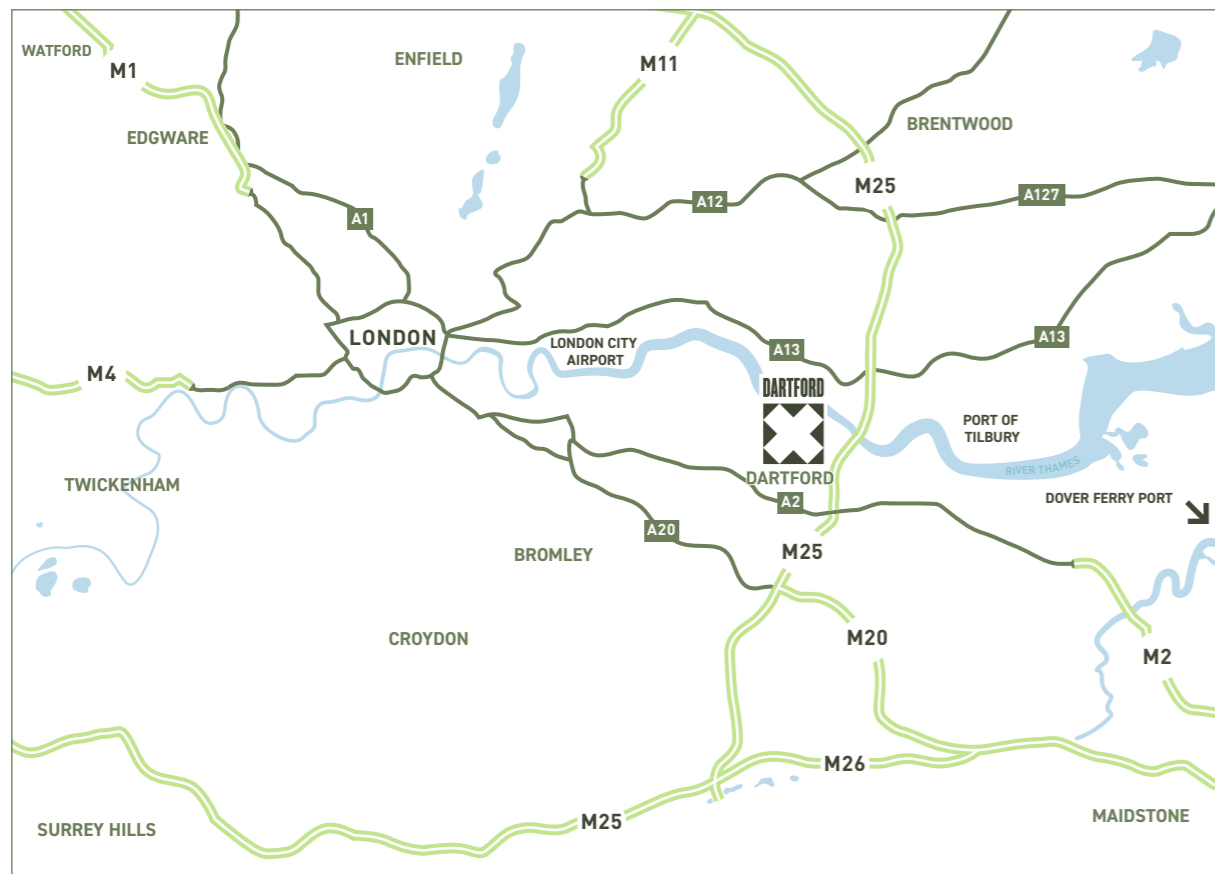 WATFORD
M1
ENFIELD
M11
EDGWARE
BRENTWOOD
M25
A12
A127
A1
LONDON
LONDON CITY
AIRPORT
A13
A13
M4
DARTFORD
PORT OF
TILBURY
RIVER THAMES
TWICKENHAM
DARTFORD
A2
DOVER FERRY PORT
A20
BROMLEY
M25
CROYDON
M20
M2
M26
M25
SURREY HILLS
MAIDSTONE